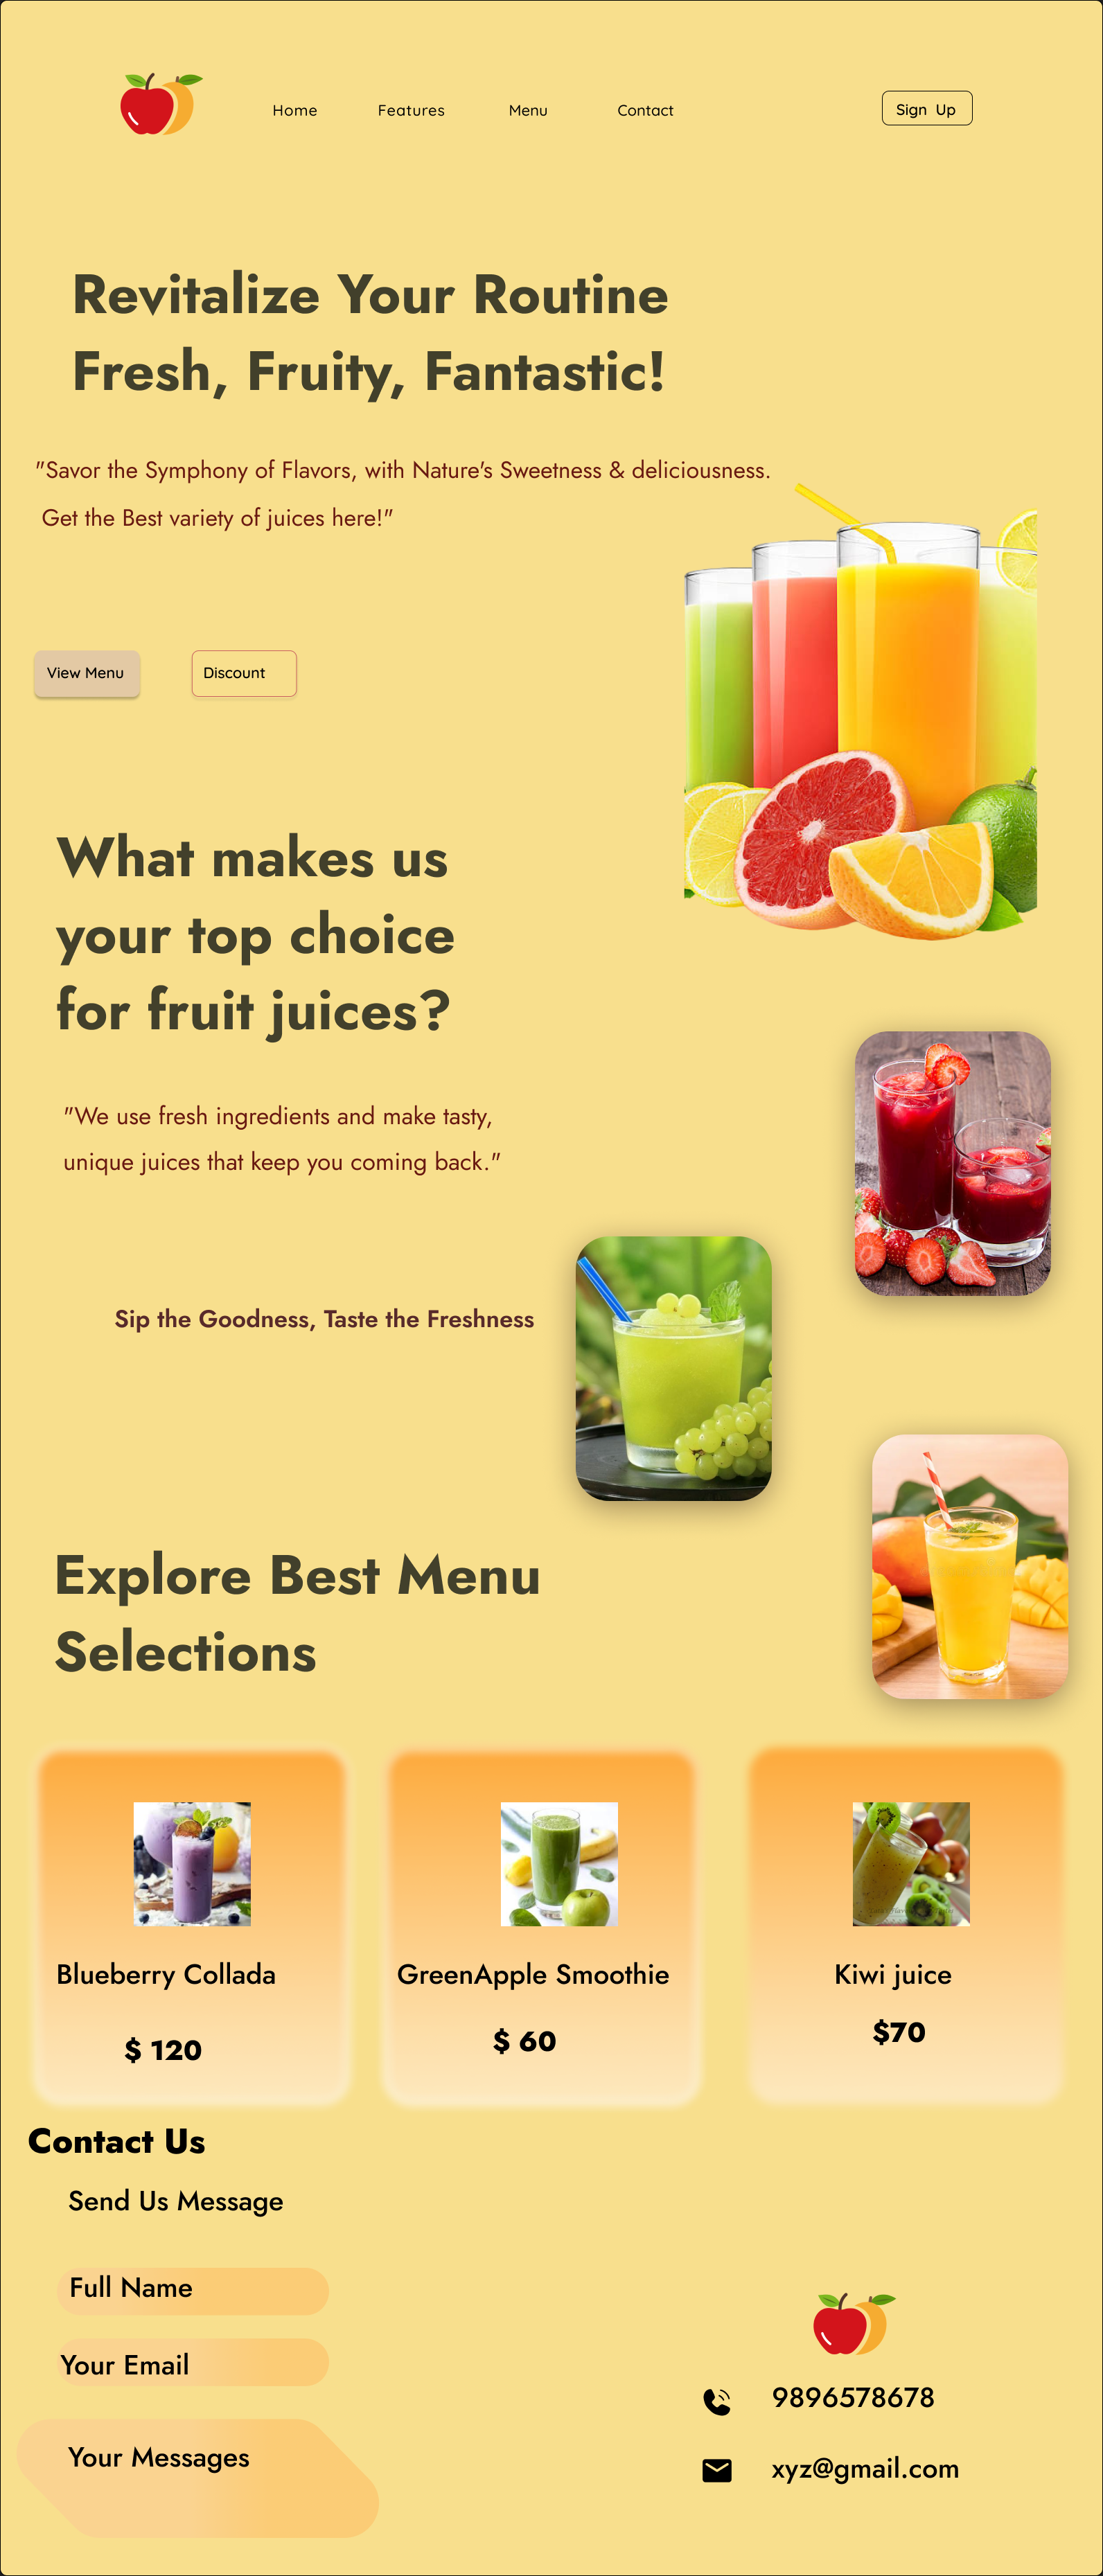 Home Features Menu Contact Sign Up
Revitalize Your Routine
Fresh, Fruity, Fantastic!
"Savor the Symphony of Flavors, with Nature's Sweetness & deliciousness.
Get the Best variety of juices here!"
View Menu Discount
What makes us
your top choice
for fruit juices?
"We use fresh ingredients and make tasty,
unique juices that keep you coming back."
Sip the Goodness, Taste the Freshness
Explore Best Menu
Selections
Blueberry Collada
$ 120
GreenApple Smoothie
$ 60
Kiwi juice
$70
Contact Us
Send Us Message
Full Name
Your Email
Your Messages
9896578678
xyz@gmail.com